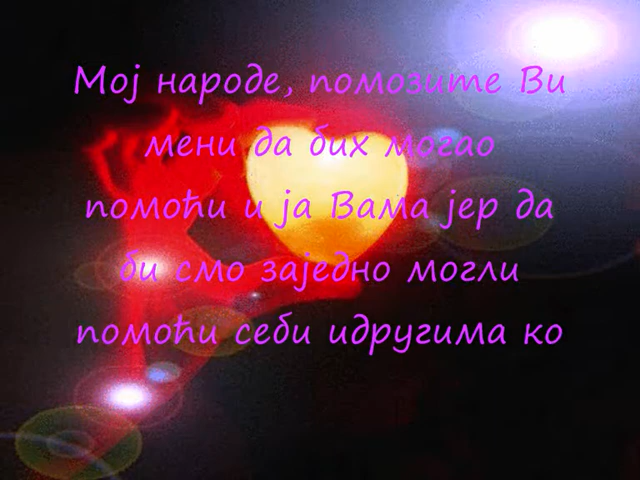 Мој народе, помозите Ви
мени да бих могао
помоћи и ја Вама јер да
би смо заједно могли
помоћи себи идругима ко